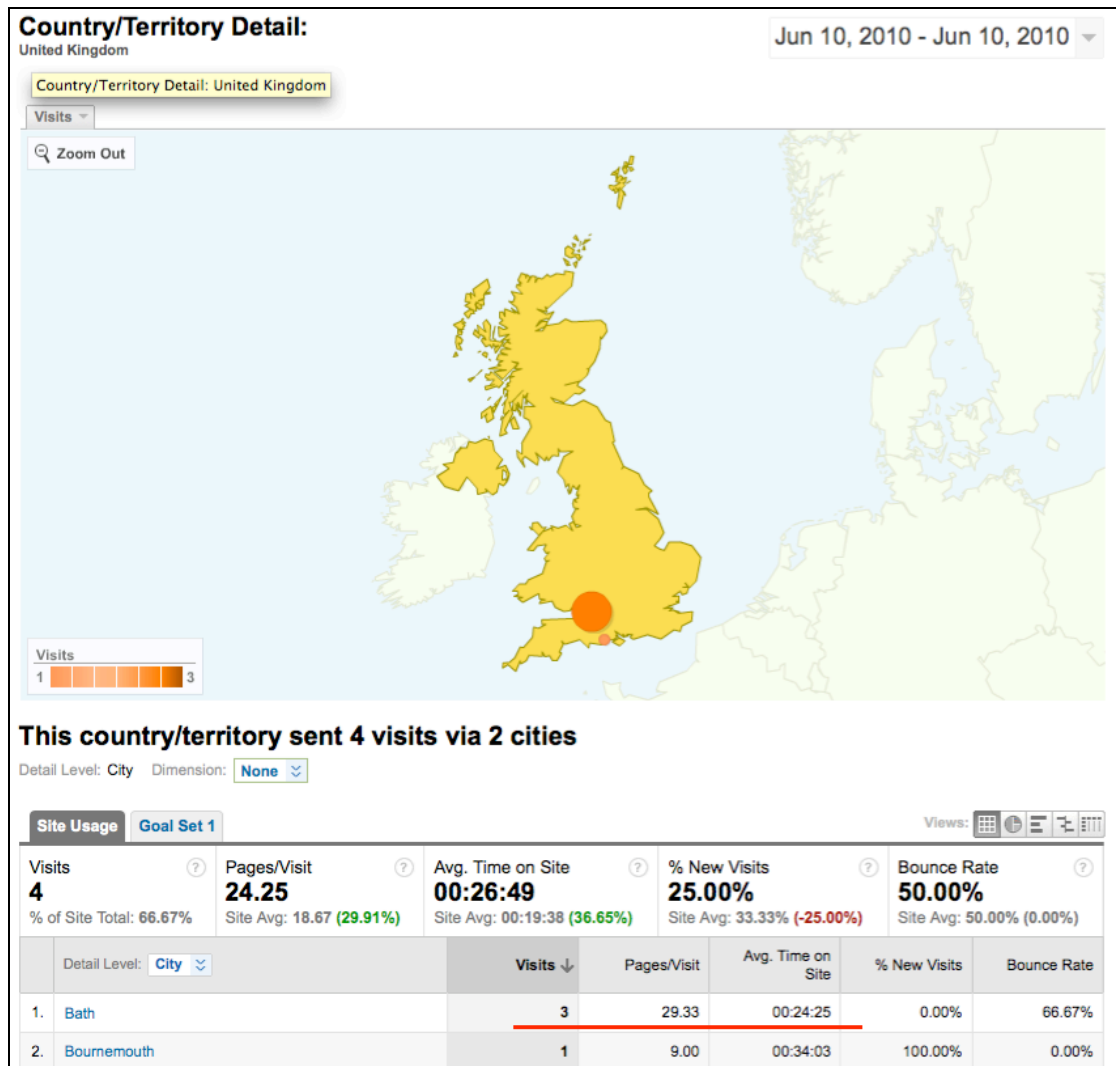 Country/Territory Detail:
United Kingdom
Jun 10, 2010 - Jun 10, 2010
Country/Territory Detail: United Kingdom
Visits
Zoom Out
Visits
1 3
This country/territory sent 4 visits via 2 cities
Detail Level: City Dimension: None
Site Usage Goal Set 1 Views:
Visits ? Pages/Visit ? Avg. Time on Site ? % New Visits ? Bounce Rate ?
4 24.25 00:26:49 25.00% 50.00%
% of Site Total: 66.67% Site Avg: 18.67 (29.91%) Site Avg: 00:19:38 (36.65%) Site Avg: 33.33% (-25.00%) Site Avg: 50.00% (0.00%)
Detail Level: City Visits Pages/Visit Avg. Time on Site % New Visits Bounce Rate
1. Bath 3 29.33 00:24:25 0.00% 66.67%
2. Bournemouth 1 9.00 00:34:03 100.00% 0.00%